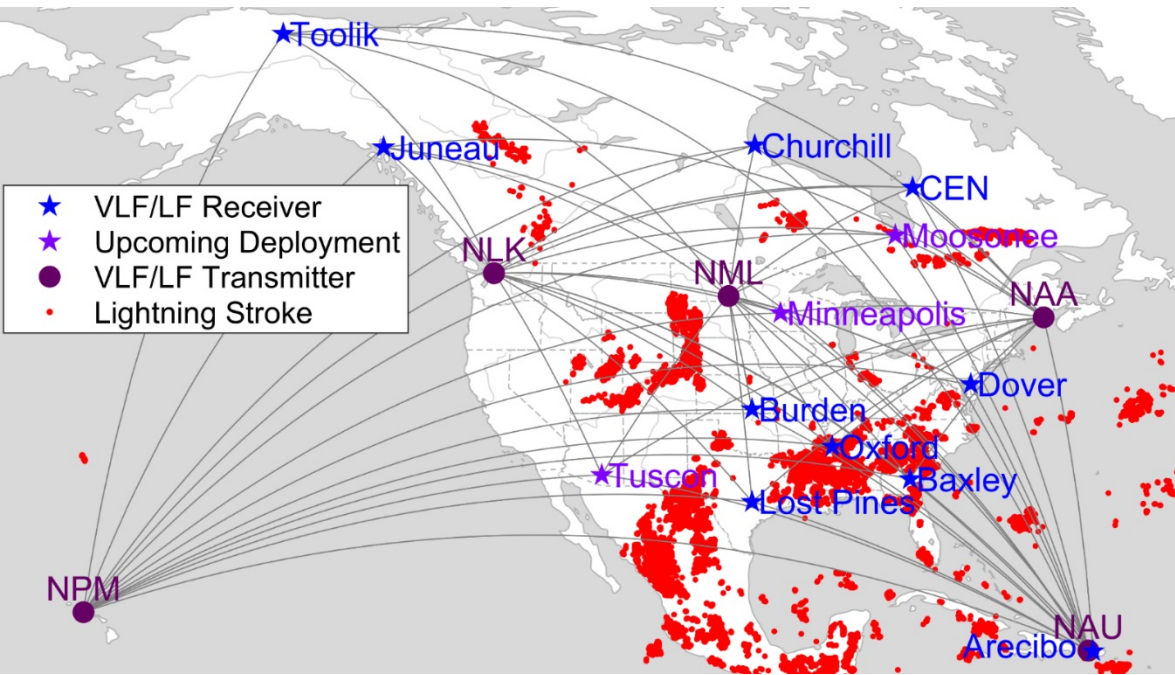 Toolik
Juneau
Churchill
CEN
VLF/LF Receiver
Upcoming Deployment
VLF/LF Transmitter
Lightning Stroke
Moosonee
NLK
NML
NAA
Minneapolis
Dover
Burden
Oxford
Tuscon
Baxley
Lost Pines
NPM
NAU
Arecibo